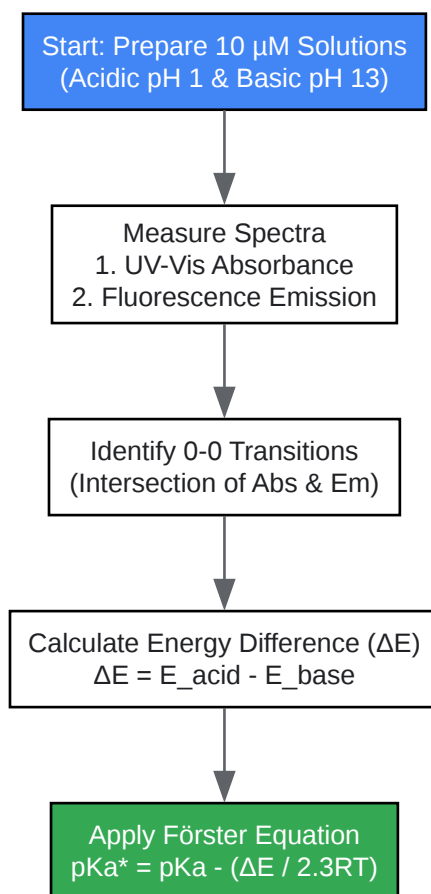 Start: Prepare 10 µM Solutions
(Acidic pH 1 & Basic pH 13)
Measure Spectra
1. UV-Vis Absorbance
2. Fluorescence Emission
Identify 0-0 Transitions
(Intersection of Abs & Em)
Calculate Energy Difference (ΔE)
ΔE = E_acid - E_base
Apply Förster Equation
pKa* = pKa - (ΔE / 2.3RT)